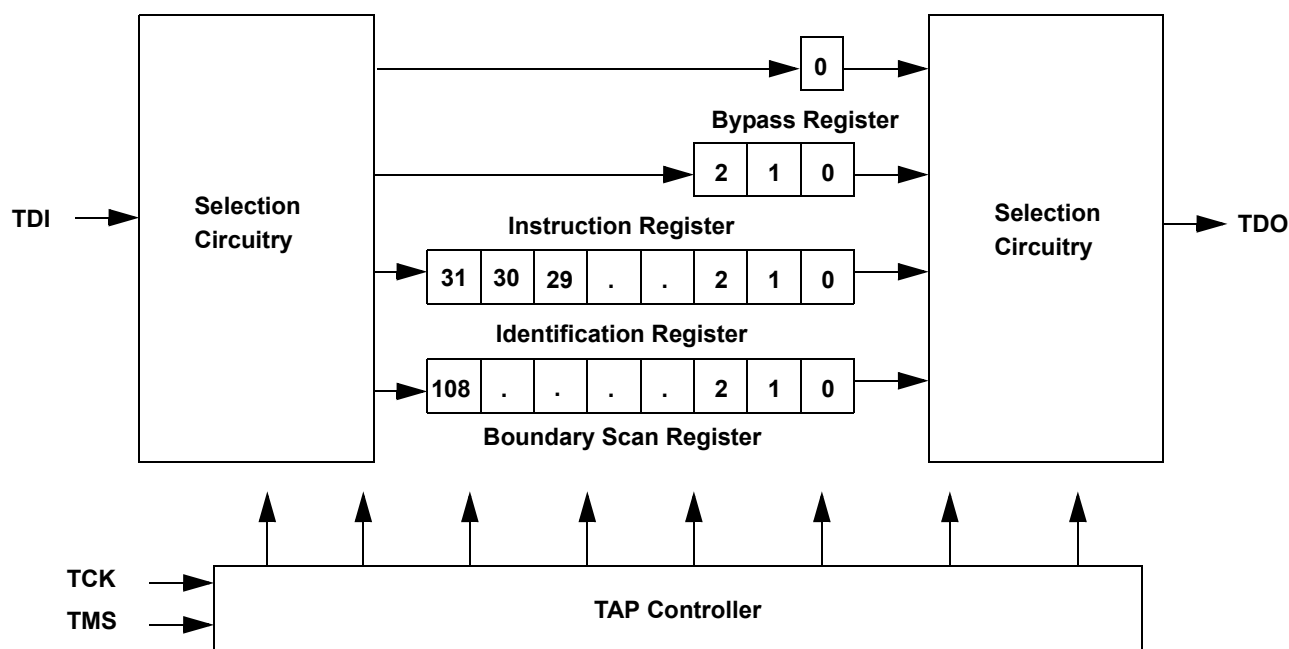 0
Bypass Register
2 1 0
TDI
Selection
Circuitry
Selection
Circuitry
TDO
Instruction Register
31 30 29 . . 2 1 0
Identification Register
108 . . . . 2 1 0
Boundary Scan Register
TCK
TMS
TAP Controller